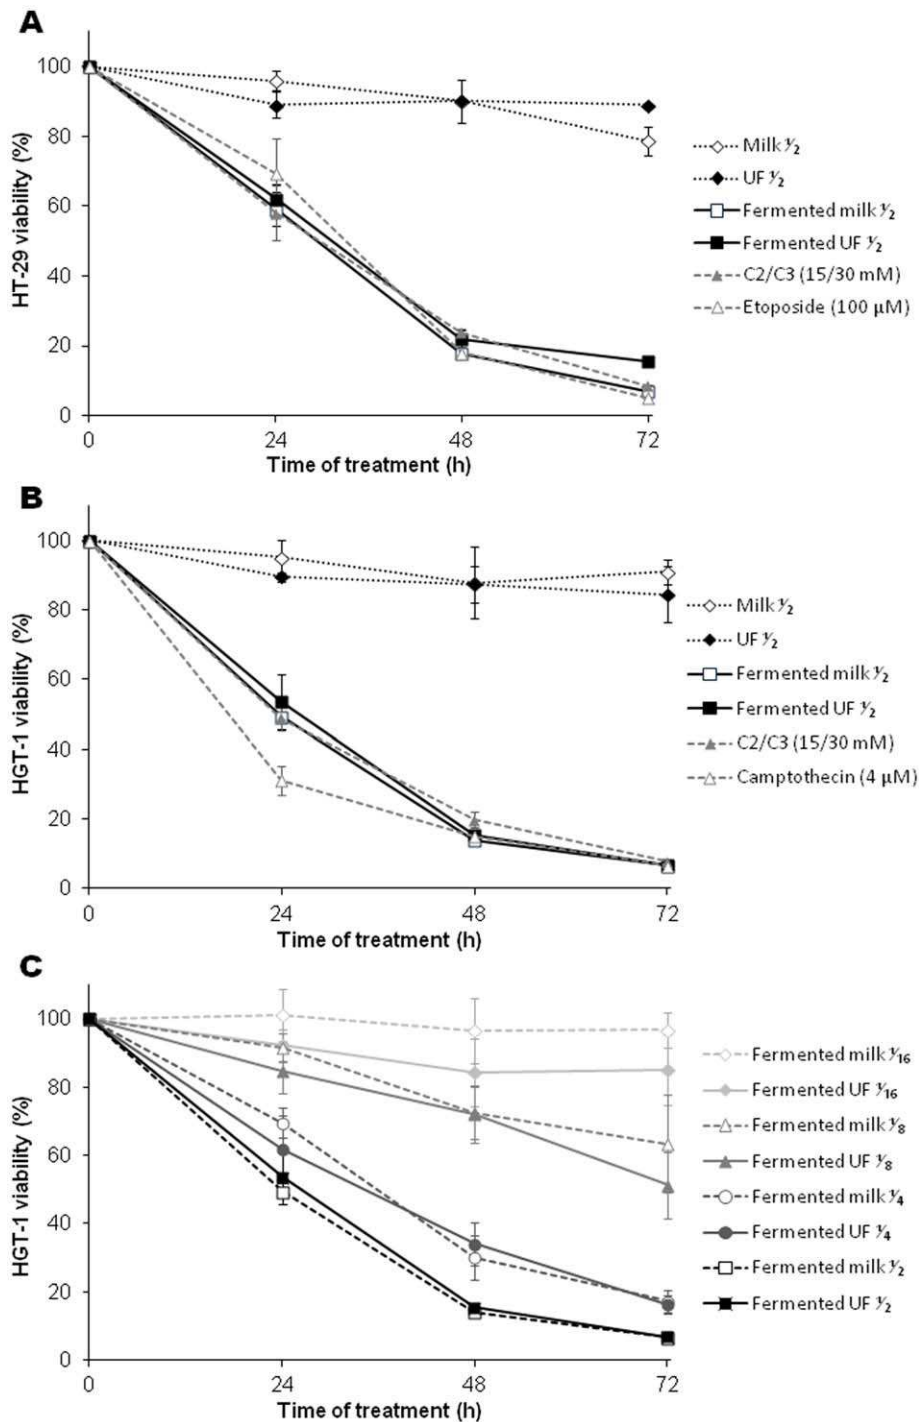 A
HT-29 viability (%)
100
80
60
40
20
0
0 24 48 72
Time of treatment (h)
Milk ½
UF ½
Fermented milk ½
Fermented UF ½
C2/C3 (15/30 mM)
Etoposide (100 µM)
B
HGT-1 viability (%)
100
80
60
40
20
0
0 24 48 72
Time of treatment (h)
Milk ½
UF ½
Fermented milk ½
Fermented UF ½
C2/C3 (15/30 mM)
Camptothecin (4 µM)
C
HGT-1 viability (%)
100
80
60
40
20
0
0 24 48 72
Time of treatment (h)
Fermented milk ¹⁄₁₆
Fermented UF ¹⁄₁₆
Fermented milk ⅛
Fermented UF ⅛
Fermented milk ¼
Fermented UF ¼
Fermented milk ½
Fermented UF ½